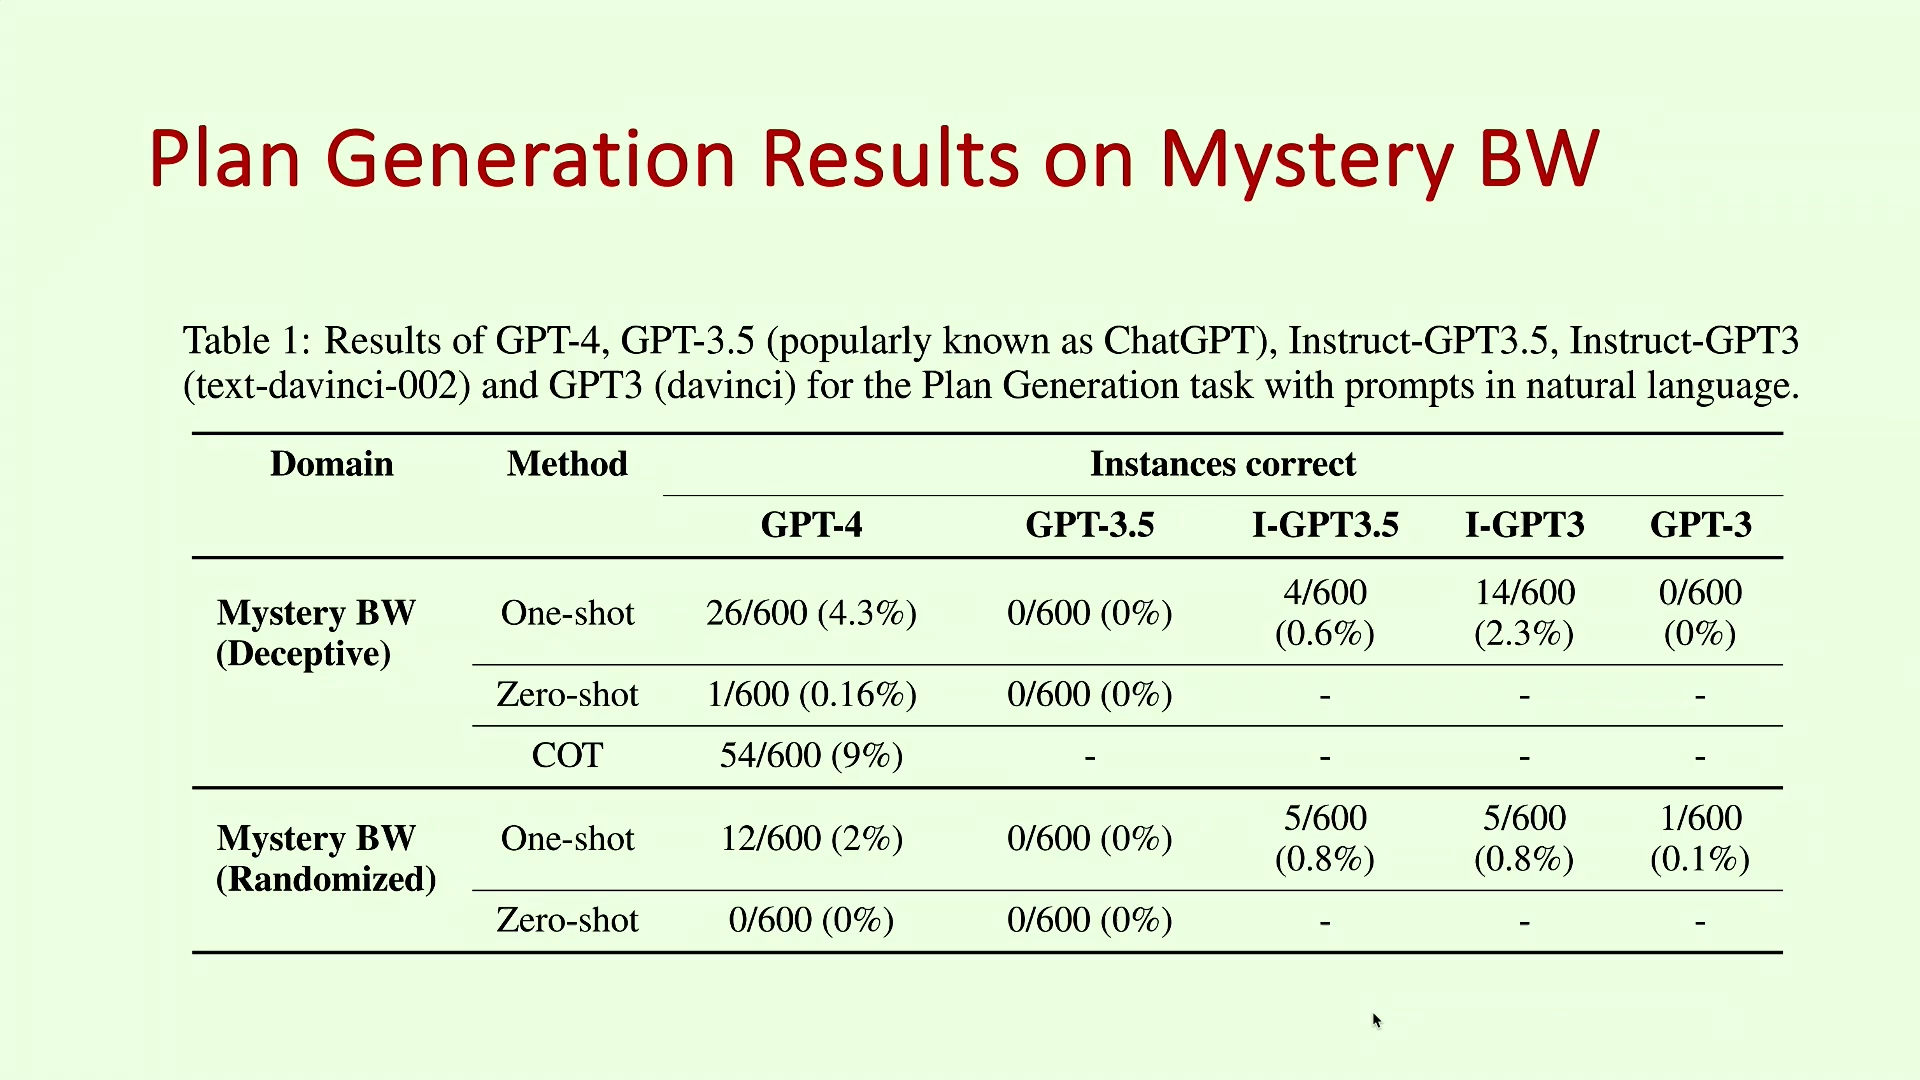 Plan Generation Results on Mystery BW
Table 1: Results of GPT-4, GPT-3.5 (popularly known as ChatGPT), Instruct-GPT3.5, Instruct-GPT3
(text-davinci-002) and GPT3 (davinci) for the Plan Generation task with prompts in natural language.
Domain Method Instances correct
GPT-4 GPT-3.5 I-GPT3.5 I-GPT3 GPT-3
Mystery BW (Deceptive) One-shot 26/600 (4.3%) 0/600 (0%) 4/600 (0.6%) 14/600 (2.3%) 0/600 (0%)
Zero-shot 1/600 (0.16%) 0/600 (0%) - - -
COT 54/600 (9%) - - - -
Mystery BW (Randomized) One-shot 12/600 (2%) 0/600 (0%) 5/600 (0.8%) 5/600 (0.8%) 1/600 (0.1%)
Zero-shot 0/600 (0%) 0/600 (0%) - - -